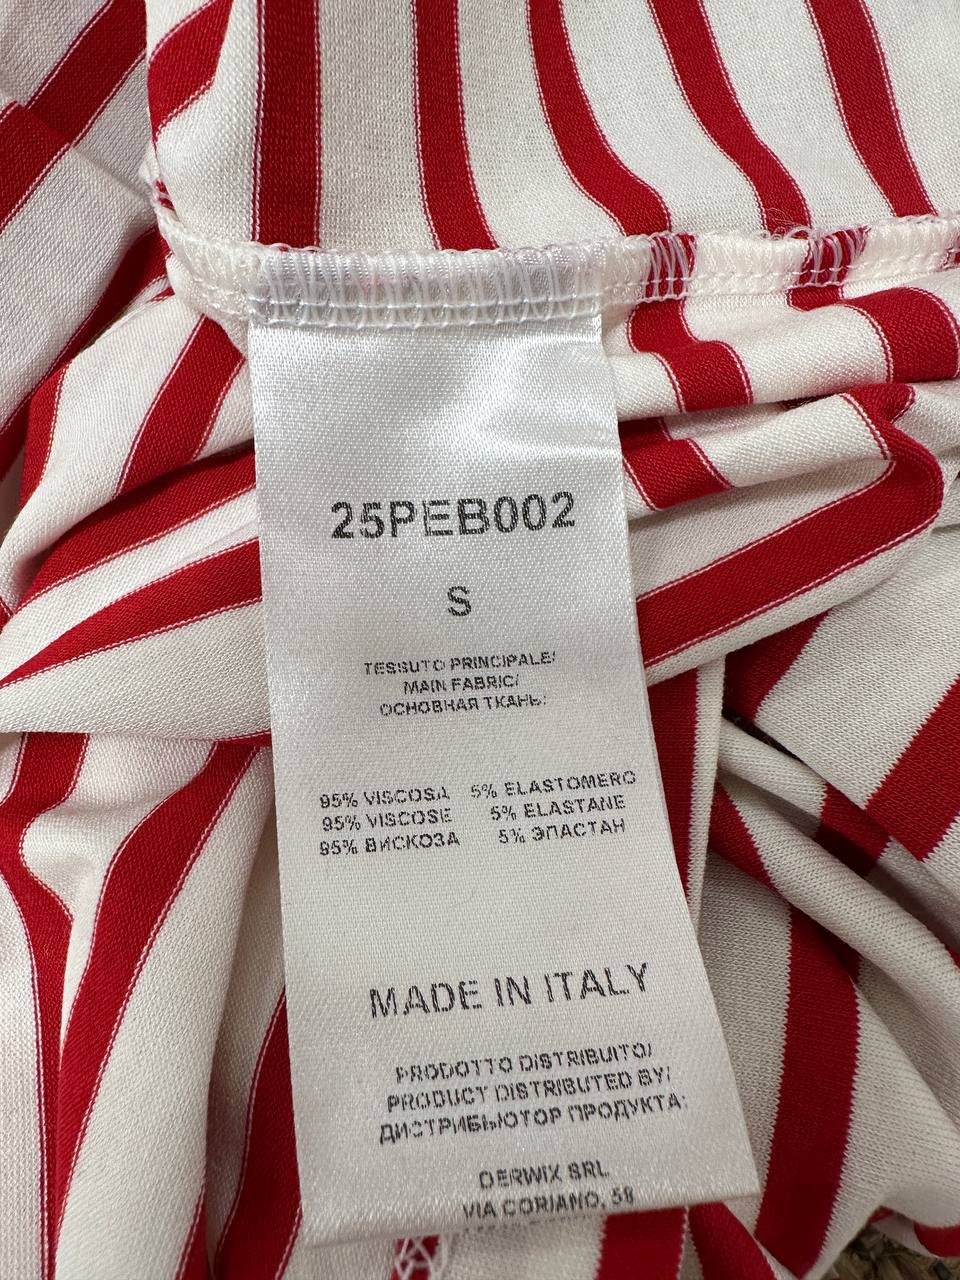 25PEB002
S
TESSUTO PRINCIPALE/
MAIN FABRIC/
ОСНОВНАЯ ТКАНЬ:
95% VISCOSA 5% ELASTOMERO
95% VISCOSE 5% ELASTANE
95% ВИСКОЗА 5% ЭЛАСТАН
MADE IN ITALY
PRODOTTO DISTRIBUITO/
PRODUCT DISTRIBUTED BY/
ДИСТРИБЬЮТОР ПРОДУКТА:
DERWIX SRL
VIA CORIANO, 58